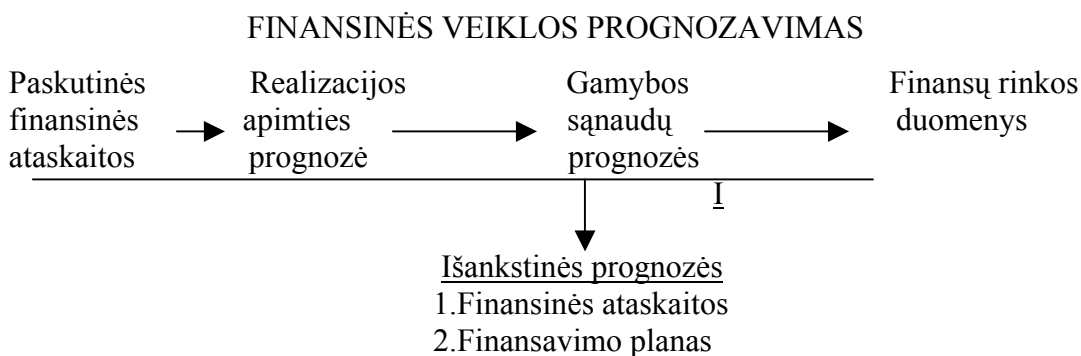 FINANSINĖS VEIKLOS PROGNOZAVIMAS
Paskutinės
finansinės
ataskaitos
Realizacijos
apimties
prognozė
Gamybos
sąnaudų
prognozės
Finansų rinkos
duomenys
I
Išankstinės prognozės
1.Finansinės ataskaitos
2.Finansavimo planas